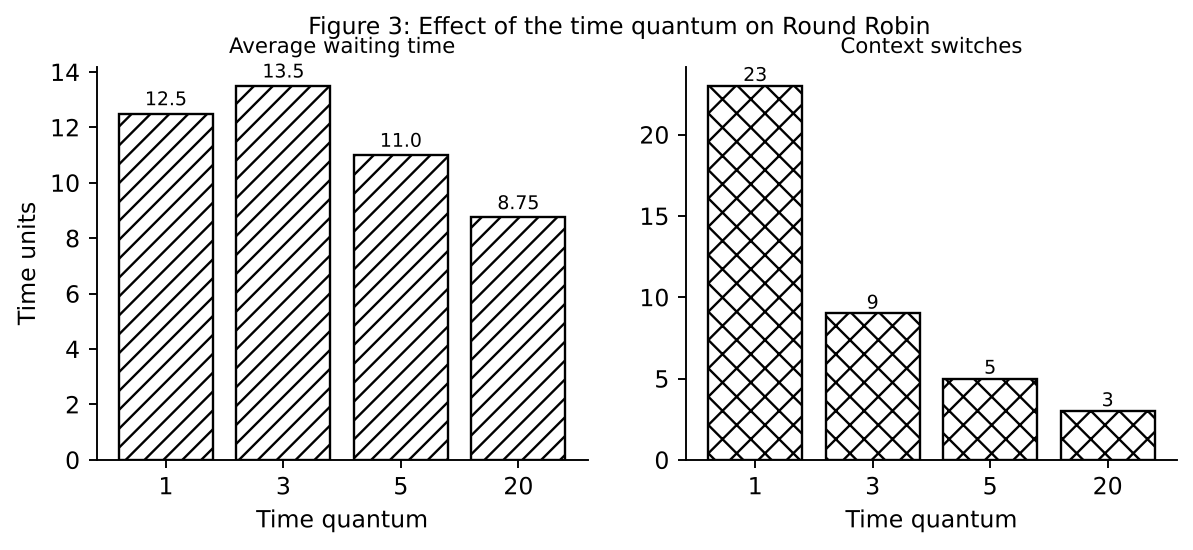 Figure 3: Effect of the time quantum on Round Robin
Average waiting time
14
12
10
8
6
4
2
0
Time units
12.5
13.5
11.0
8.75
1 3 5 20
Time quantum
Context switches
20
15
10
5
0
23
9
5
3
1 3 5 20
Time quantum